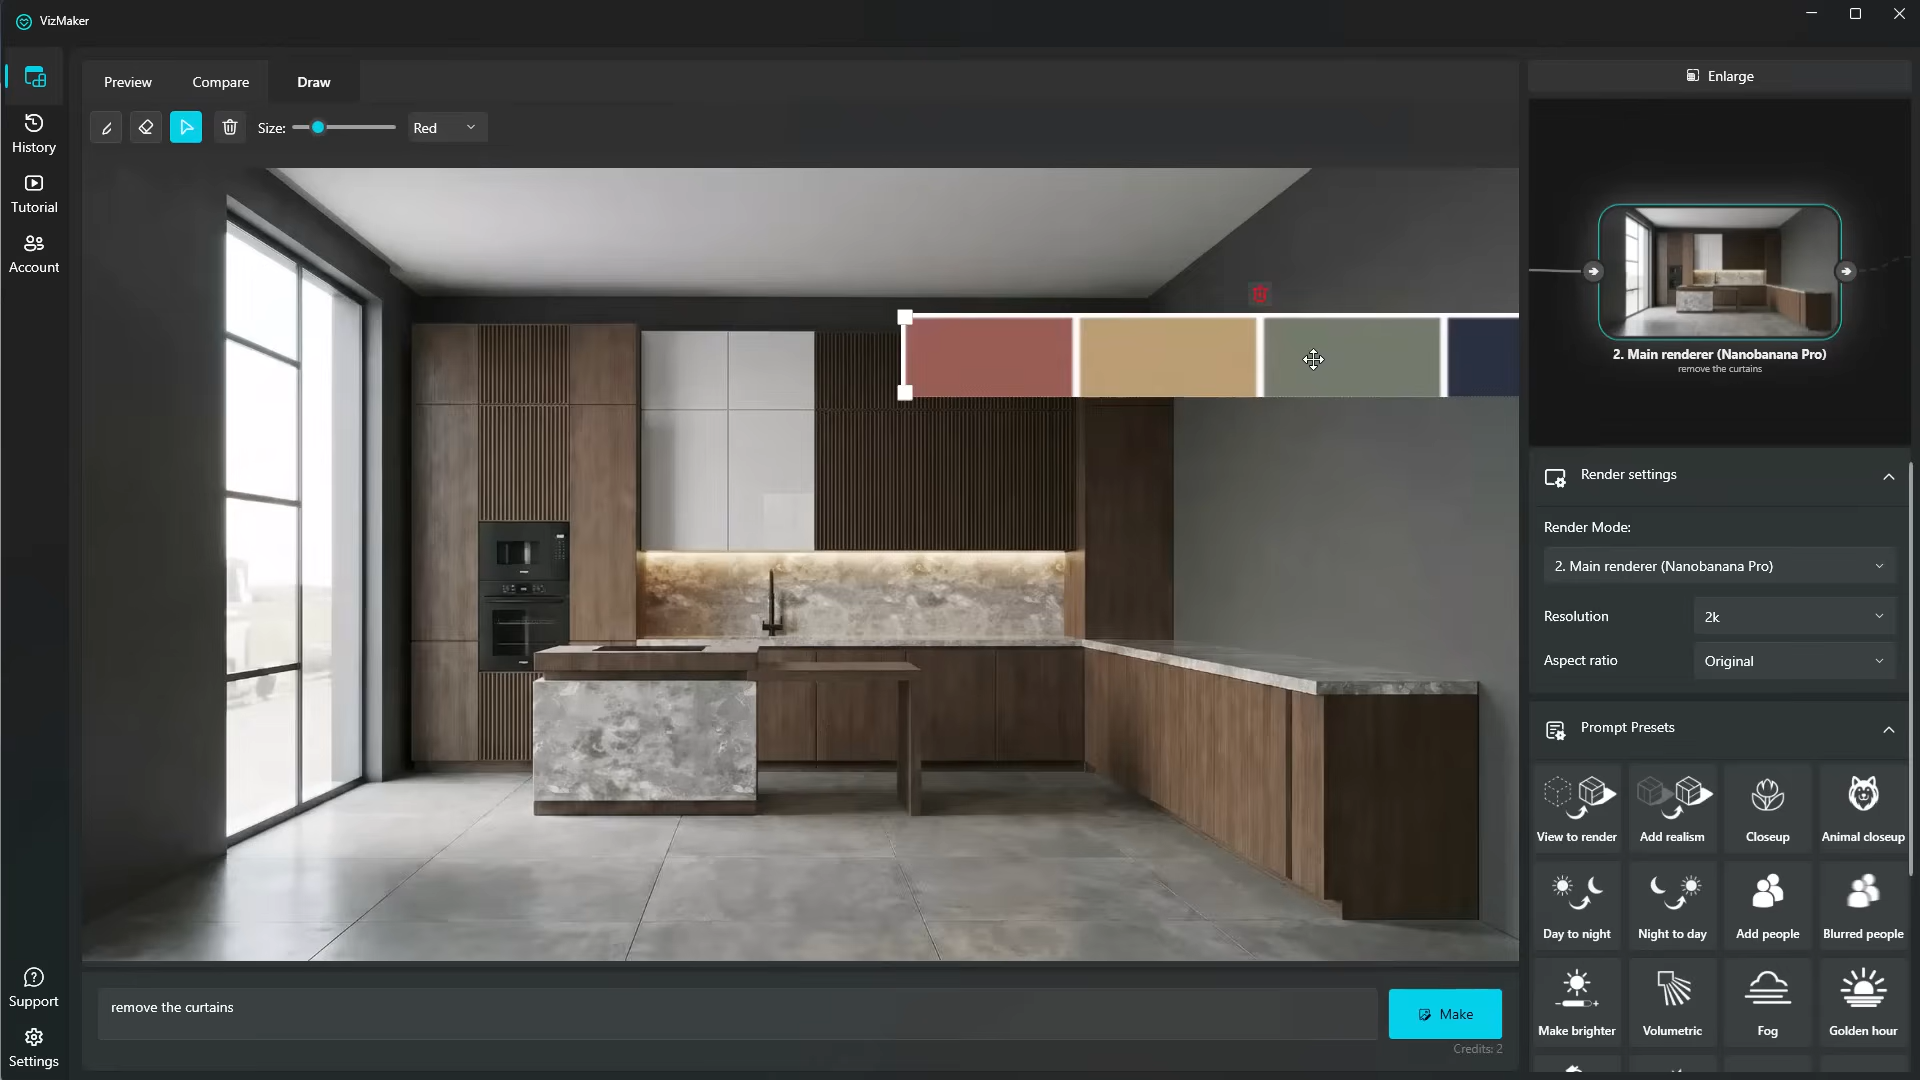 VizMaker
Preview
Compare
Draw
Size:
Red
History
Tutorial
Account
Support
Settings
remove the curtains
Make
Credits: 2
Enlarge
2. Main renderer (Nanobanana Pro)
remove the curtains
Render settings
Render Mode:
2. Main renderer (Nanobanana Pro)
Resolution
2k
Aspect ratio
Original
Prompt Presets
View to render
Add realism
Closeup
Animal closeup
Day to night
Night to day
Add people
Blurred people
Make brighter
Volumetric
Fog
Golden hour